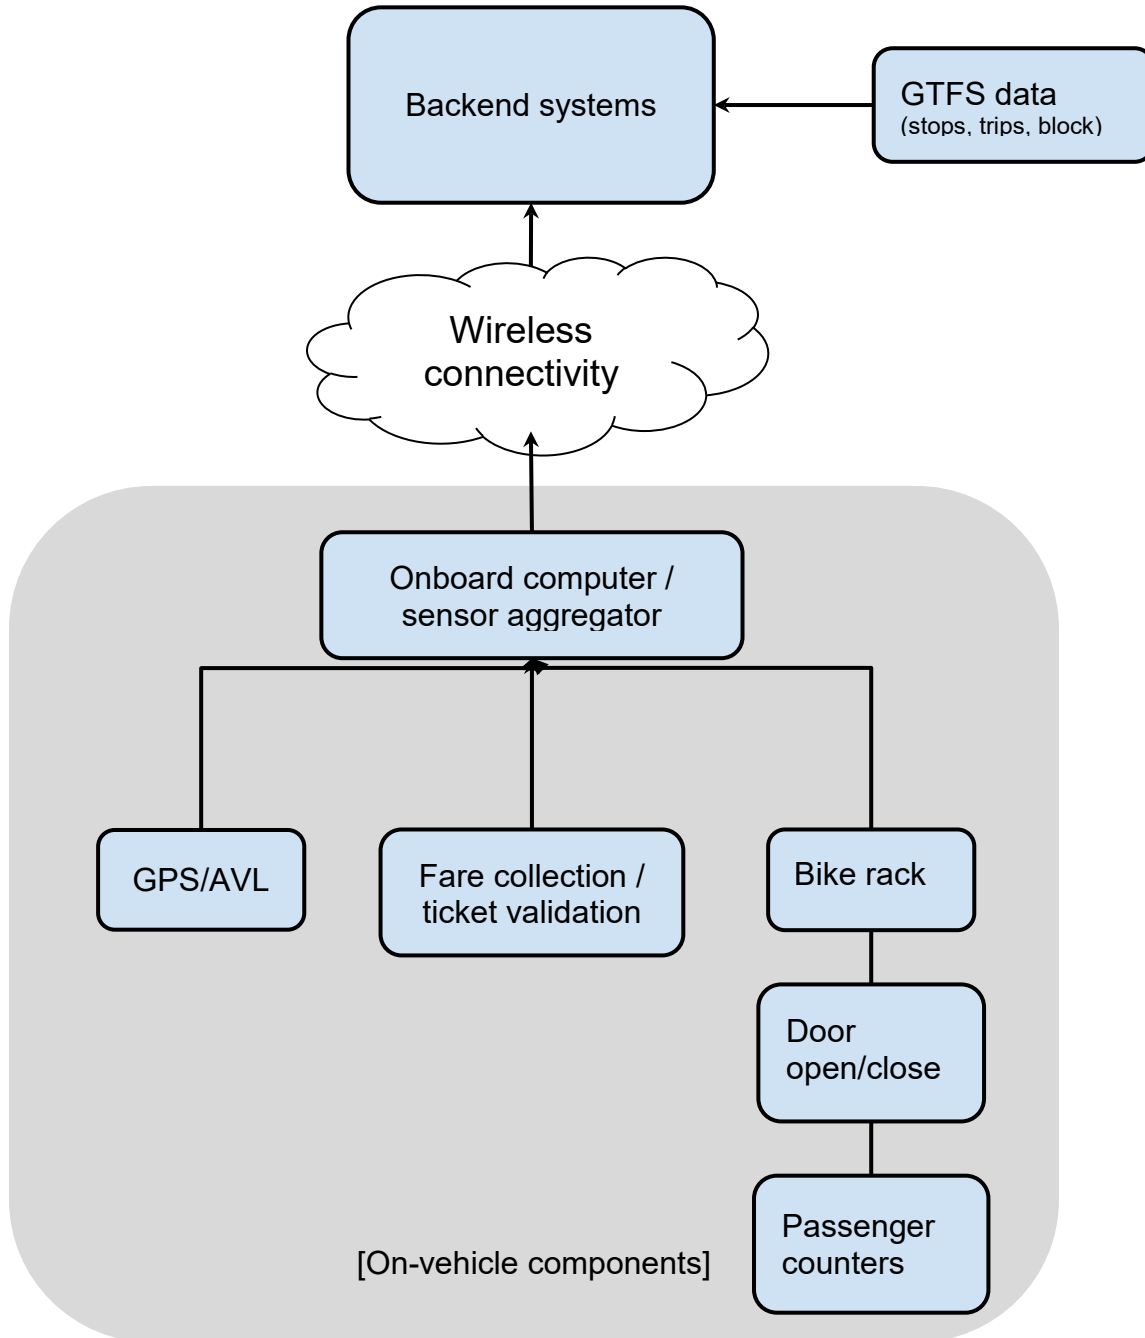 Backend systems
GTFS data
(stops, trips, block)
Wireless
connectivity
Onboard computer /
sensor aggregator
GPS/AVL
Fare collection /
ticket validation
Bike rack
Door
open/close
Passenger
counters
[On-vehicle components]